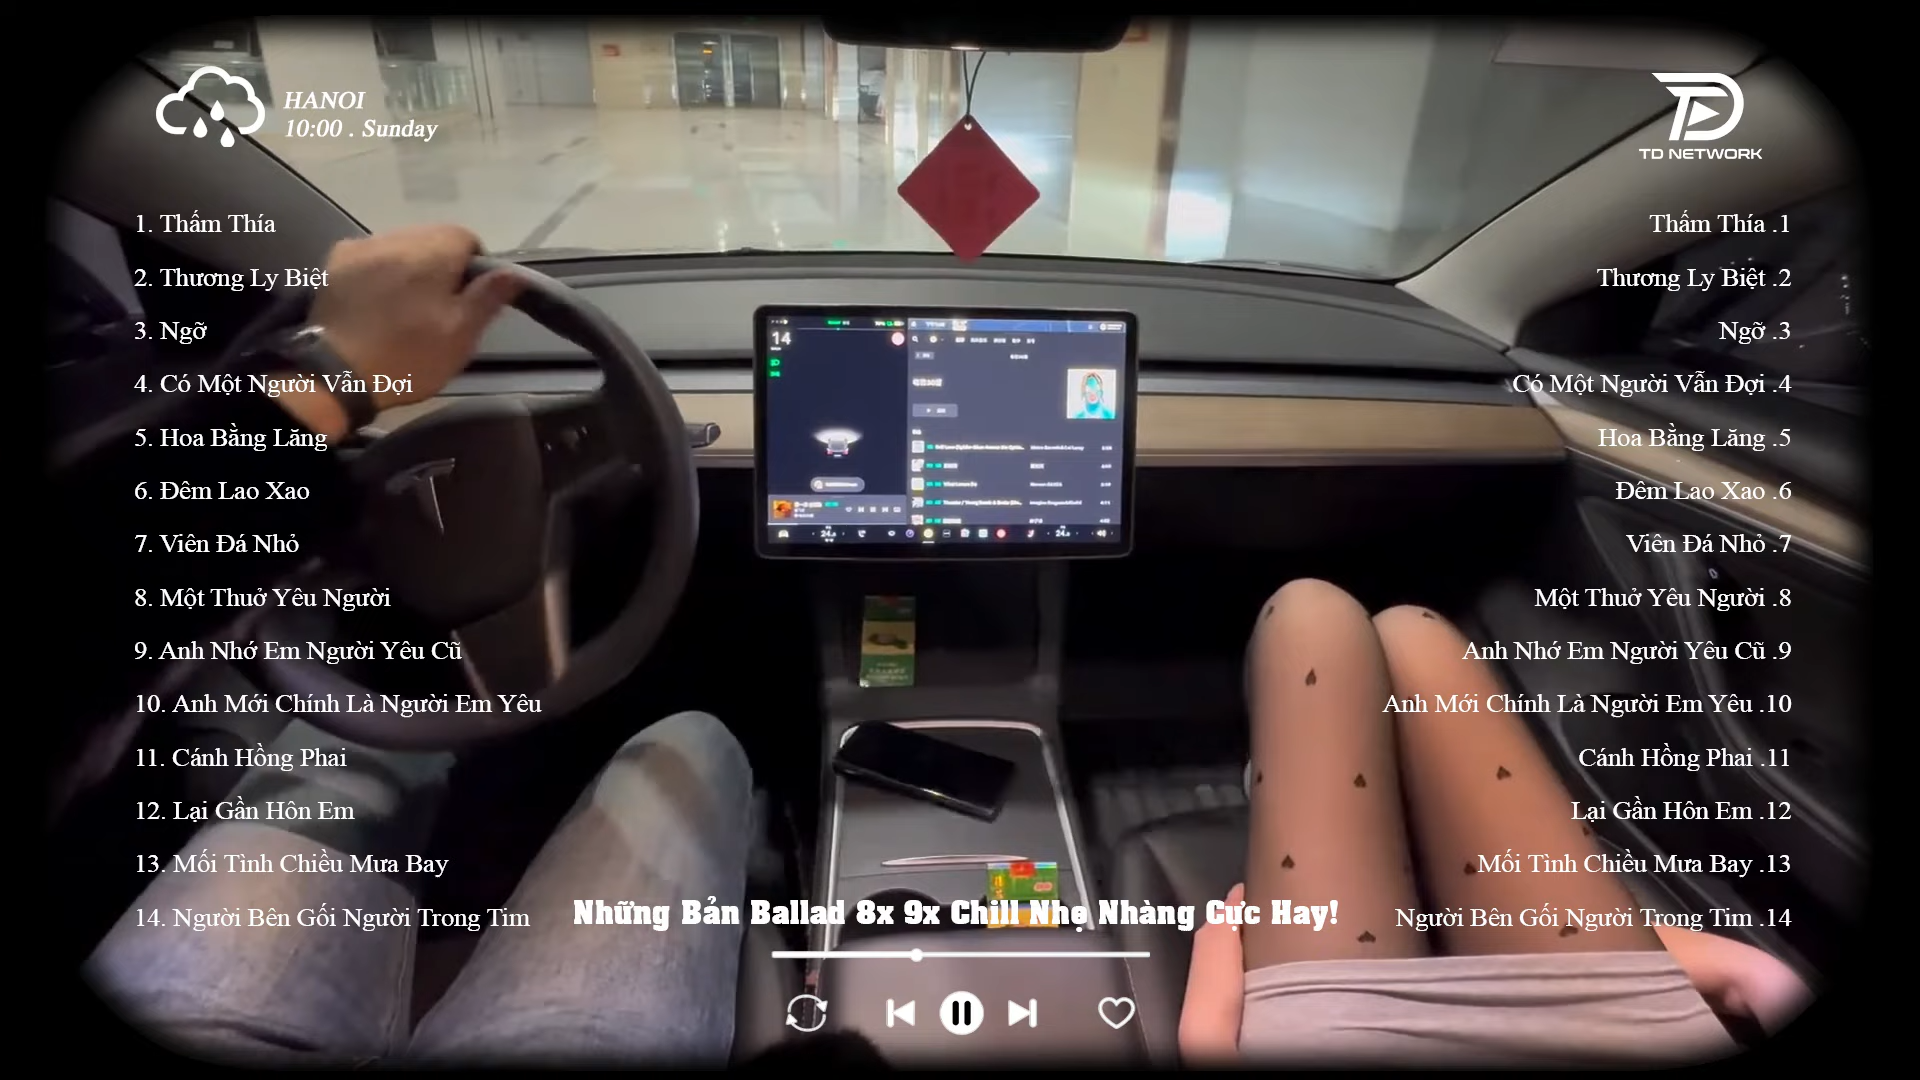 HANOI
10:00 . Sunday
TD NETWORK
1. Thấm Thía
2. Thương Ly Biệt
3. Ngỡ
4. Có Một Người Vẫn Đợi
5. Hoa Bằng Lăng
6. Đêm Lao Xao
7. Viên Đá Nhỏ
8. Một Thuở Yêu Người
9. Anh Nhớ Em Người Yêu Cũ
10. Anh Mới Chính Là Người Em Yêu
11. Cánh Hồng Phai
12. Lại Gần Hôn Em
13. Mối Tình Chiều Mưa Bay
14. Người Bên Gối Người Trong Tim
Thấm Thía .1
Thương Ly Biệt .2
Ngỡ .3
Có Một Người Vẫn Đợi .4
Hoa Bằng Lăng .5
Đêm Lao Xao .6
Viên Đá Nhỏ .7
Một Thuở Yêu Người .8
Anh Nhớ Em Người Yêu Cũ .9
Anh Mới Chính Là Người Em Yêu .10
Cánh Hồng Phai .11
Lại Gần Hôn Em .12
Mối Tình Chiều Mưa Bay .13
Người Bên Gối Người Trong Tim .14
14
Những Bản Ballad 8x 9x Chill Nhẹ Nhàng Cực Hay!